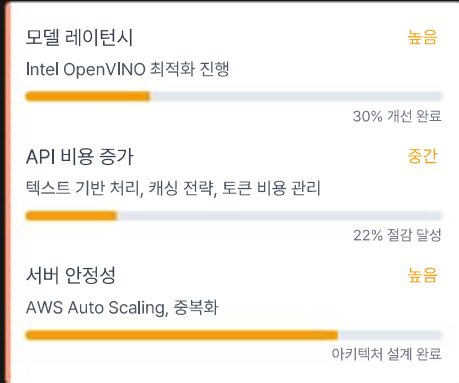 모델 레이턴시
높음
Intel OpenVINO 최적화 진행
30% 개선 완료
API 비용 증가
중간
텍스트 기반 처리, 캐싱 전략, 토큰 비용 관리
22% 절감 달성
서버 안정성
높음
AWS Auto Scaling, 중복화
아키텍처 설계 완료